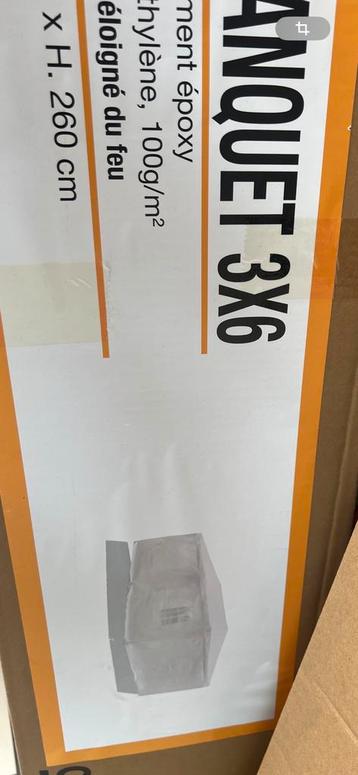 ANQUET 3X6
ment époxy
thylène, 100g/m²
éloigné du feu
x H. 260 cm